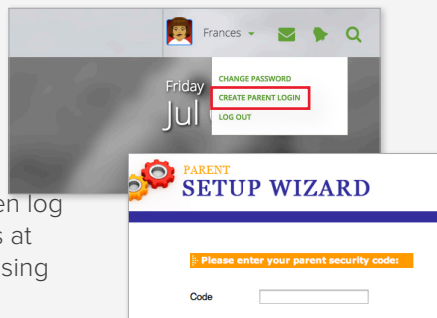 Frances
Friday
Jul
CHANGE PASSWORD
CREATE PARENT LOGIN
LOG OUT
en log
s at
sing
PARENT
SETUP WIZARD
Please enter your parent security code:
Code